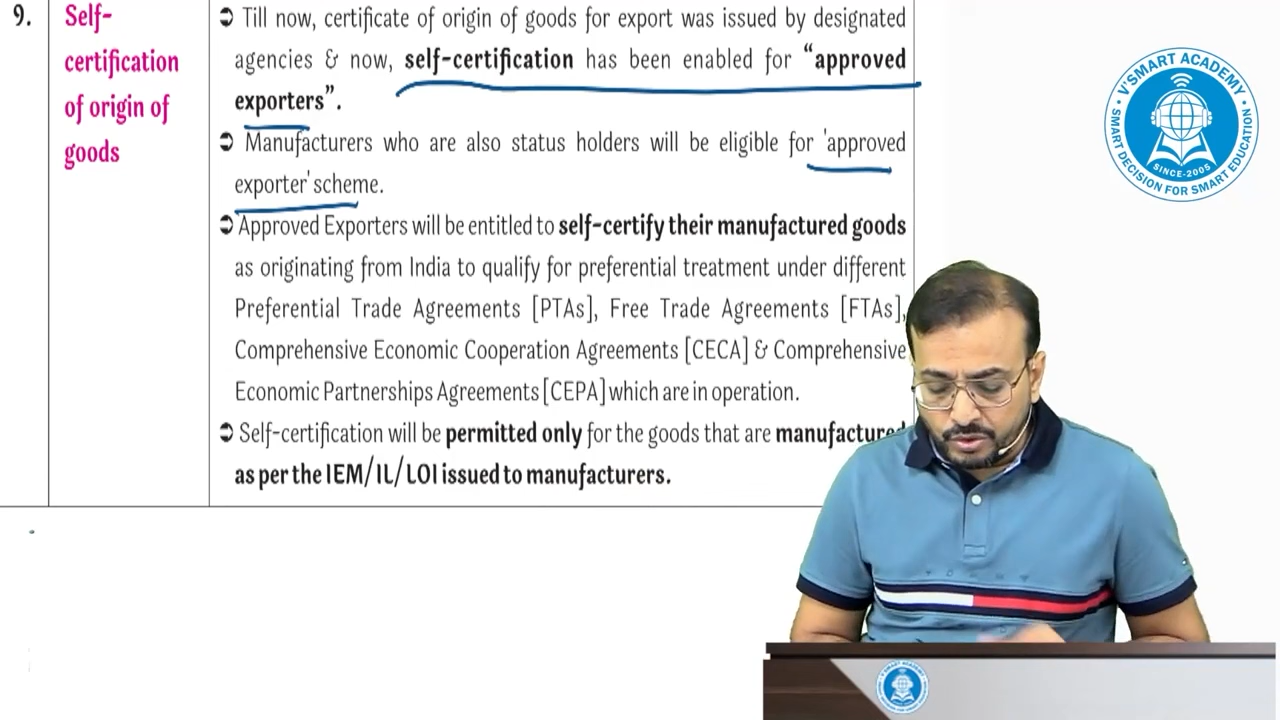 9.
Self-
certification
of origin of
goods
➲ Till now, certificate of origin of goods for export was issued by designated
agencies & now, self-certification has been enabled for “approved
exporters”.
➲ Manufacturers who are also status holders will be eligible for 'approved
exporter' scheme.
➲ Approved Exporters will be entitled to self-certify their manufactured goods
as originating from India to qualify for preferential treatment under different
Preferential Trade Agreements [PTAs], Free Trade Agreements [FTAs],
Comprehensive Economic Cooperation Agreements [CECA] & Comprehensive
Economic Partnerships Agreements [CEPA] which are in operation.
➲ Self-certification will be permitted only for the goods that are manufactured
as per the IEM/IL/LOI issued to manufacturers.
V'SMART ACADEMY
SMART DECISION FOR SMART EDUCATION
SINCE-2005